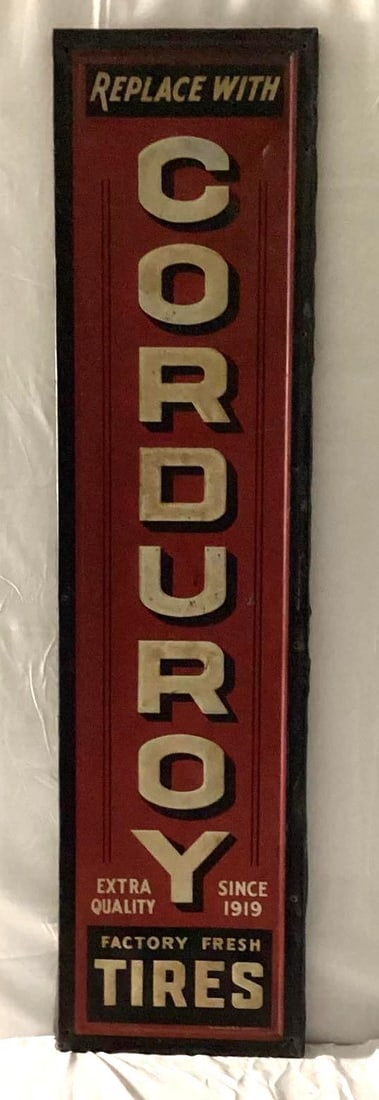 REPLACE WITH
CORDUROY
EXTRA QUALITY
SINCE 1919
FACTORY FRESH
TIRES